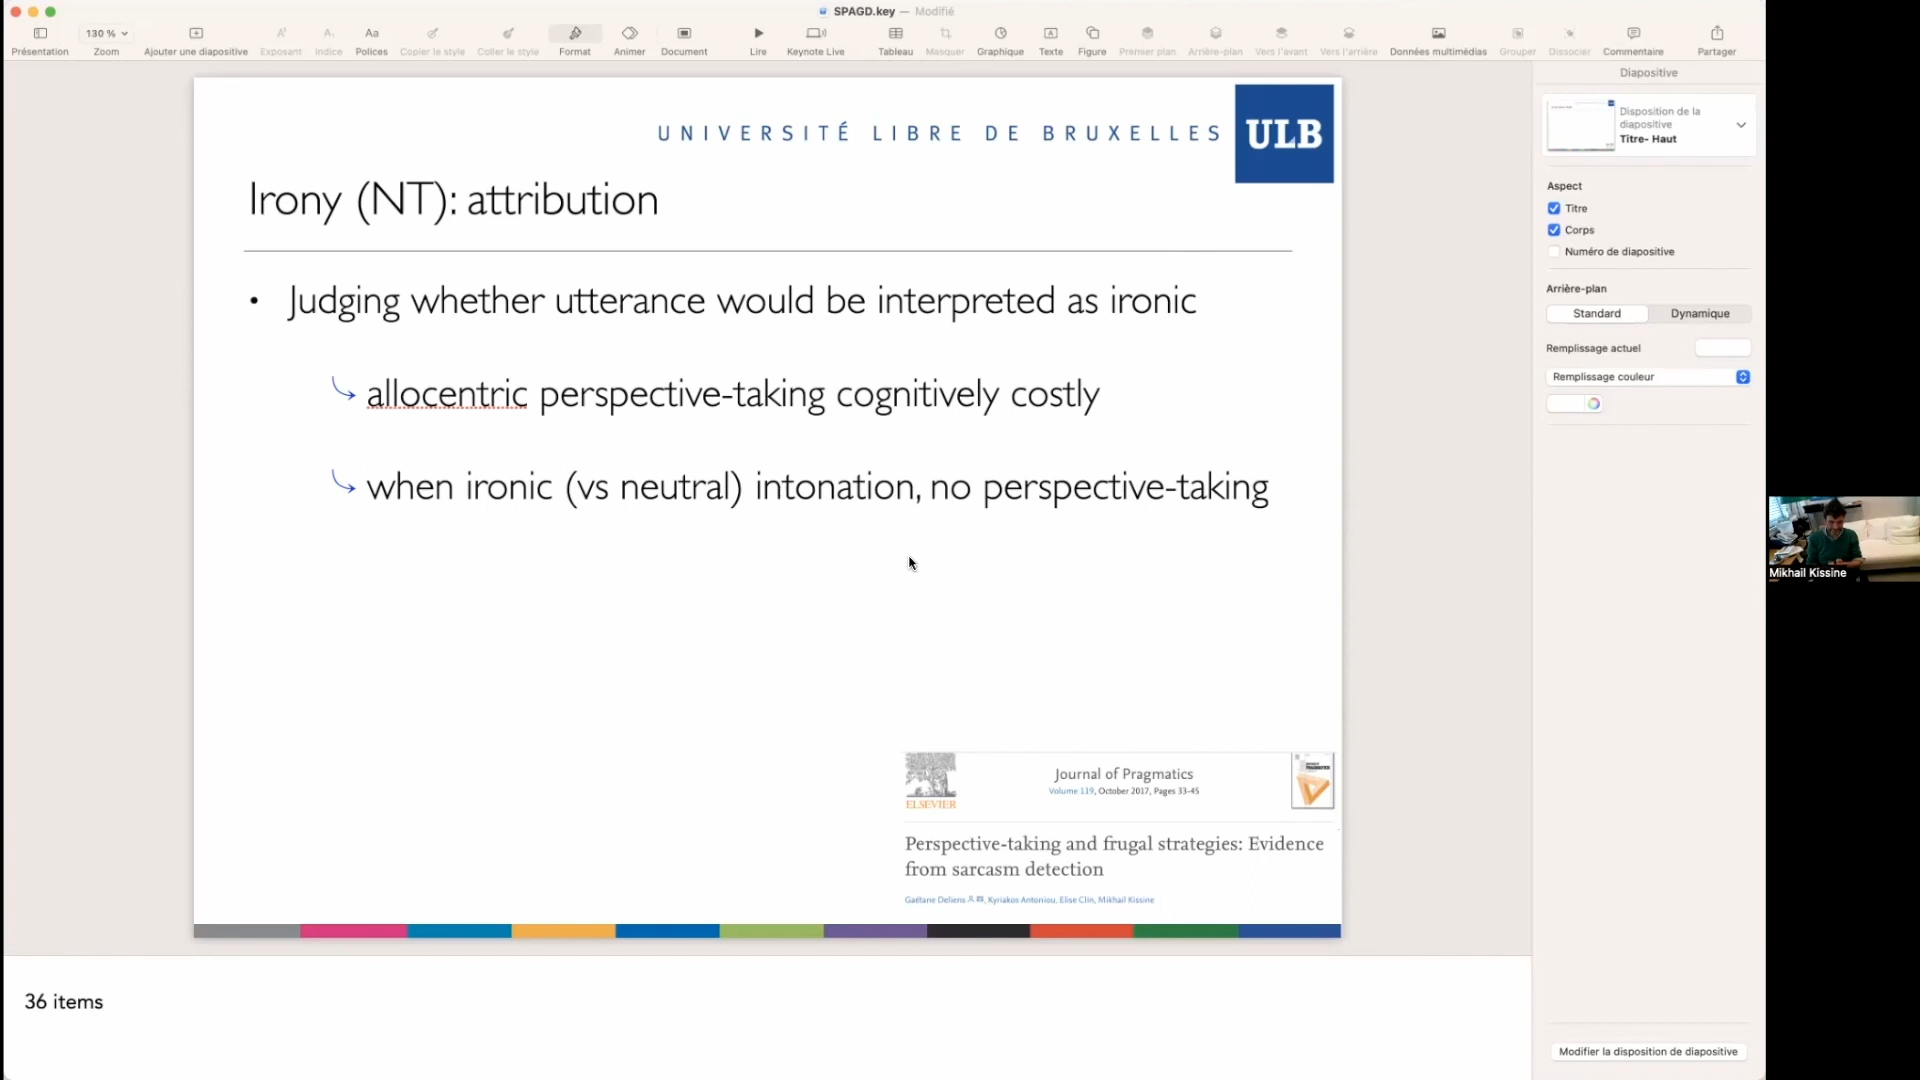 SPAGD.key — Modifié
Présentation
130 %
Zoom
Ajouter une diapositive
Exposant
Indice
Aa
Polices
Copier le style
Coller le style
Format
Animer
Document
Lire
Keynote Live
Tableau
Masquer
Graphique
Texte
Figure
Premier plan
Arrière-plan
Vers l'avant
Vers l'arrière
Données multimédias
Grouper
Dissocier
Commentaire
Partager
UNIVERSITÉ LIBRE DE BRUXELLES
ULB
Irony (NT): attribution
• Judging whether utterance would be interpreted as ironic
allocentric perspective-taking cognitively costly
when ironic (vs neutral) intonation, no perspective-taking
ELSEVIER
Journal of Pragmatics
Volume 119, October 2017, Pages 33-45
Perspective-taking and frugal strategies: Evidence
from sarcasm detection
Gaétane Deliens, Kyriakos Antoniou, Elise Clin, Mikhail Kissine
36 items
Diapositive
Disposition de la
diapositive
Titre- Haut
Aspect
Titre
Corps
Numéro de diapositive
Arrière-plan
Standard
Dynamique
Remplissage actuel
Remplissage couleur
Modifier la disposition de diapositive
Mikhail Kissine